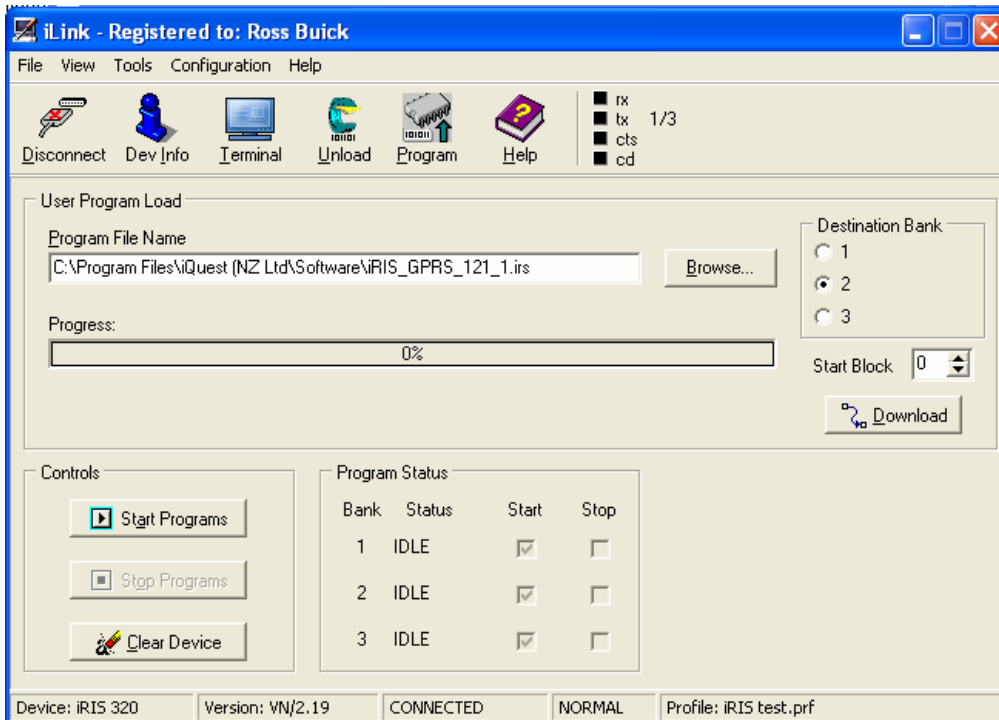 iLink - Registered to: Ross Buick
File View Tools Configuration Help
Disconnect Dev Info Terminal Unload Program Help
rx
tx 1/3
cts
cd
User Program Load
Program File Name
C:\Program Files\iQuest (NZ Ltd\Software\iRIS_GPRS_121_1.irs
Browse...
Destination Bank
1
2
3
Progress:
0%
Start Block 0
Download
Controls
Start Programs
Stop Programs
Clear Device
Program Status
Bank Status Start Stop
1 IDLE
2 IDLE
3 IDLE
Device: iRIS 320 Version: VN/2.19 CONNECTED NORMAL Profile: iRIS test.prf